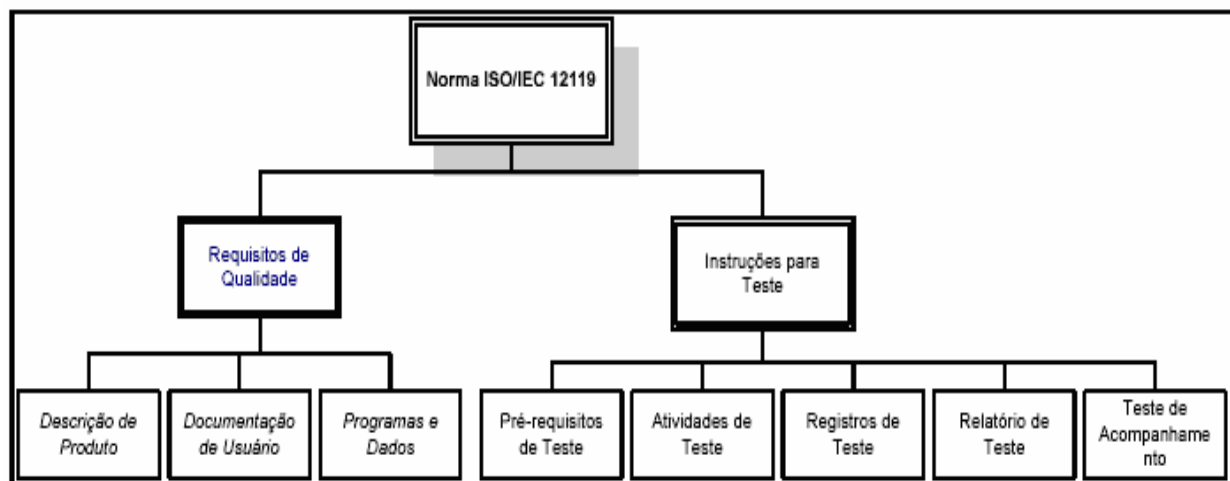 Norma ISO/IEC 12119
Requisitos de
Qualidade
Instruções para
Teste
Descrição de
Produto
Documentação
de Usuário
Programas e
Dados
Pré-requisitos
de Teste
Atividades de
Teste
Registros de
Teste
Relatório de
Teste
Teste de
Acompanhame
nto